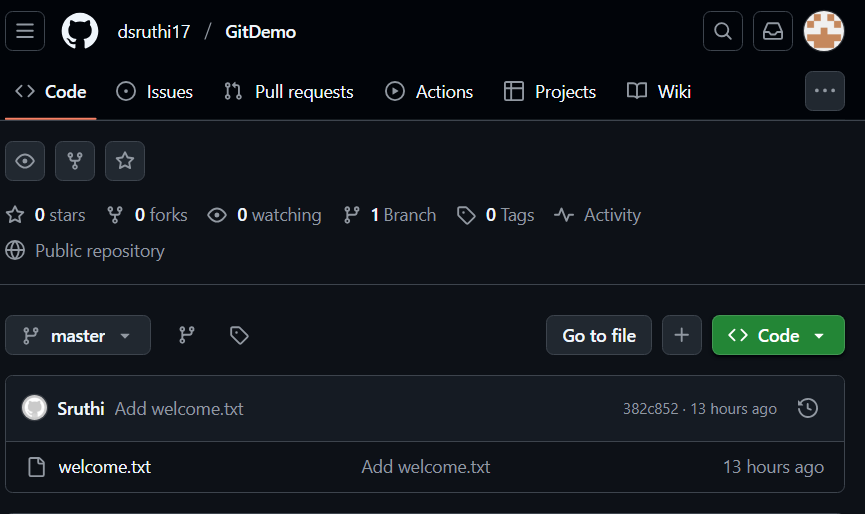 dsruthi17 / GitDemo
Code Issues Pull requests Actions Projects Wiki
0 stars 0 forks 0 watching 1 Branch 0 Tags Activity
Public repository
master Go to file Code
Sruthi Add welcome.txt 382c852 · 13 hours ago
welcome.txt Add welcome.txt 13 hours ago